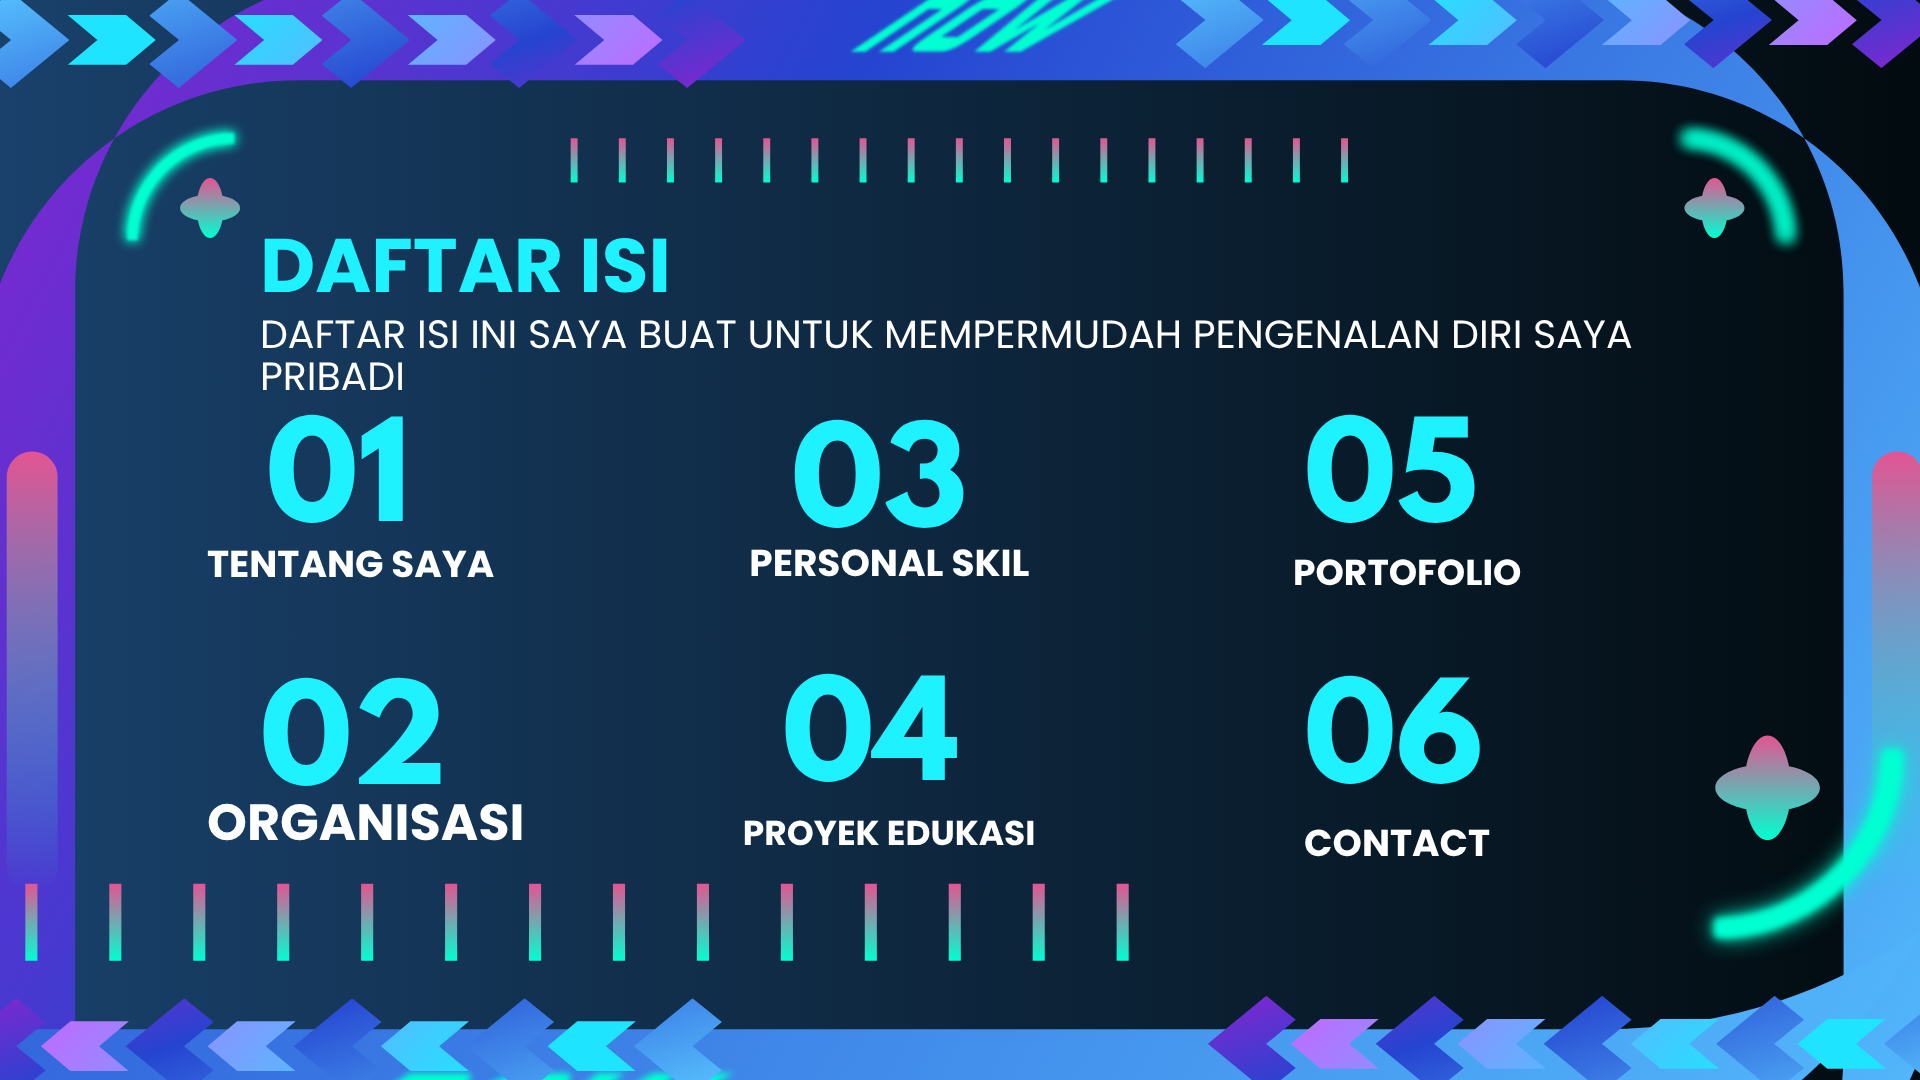 now
DAFTAR ISI
DAFTAR ISI INI SAYA BUAT UNTUK MEMPERMUDAH PENGENALAN DIRI SAYA
PRIBADI
01
TENTANG SAYA
02
ORGANISASI
03
PERSONAL SKIL
04
PROYEK EDUKASI
05
PORTOFOLIO
06
CONTACT